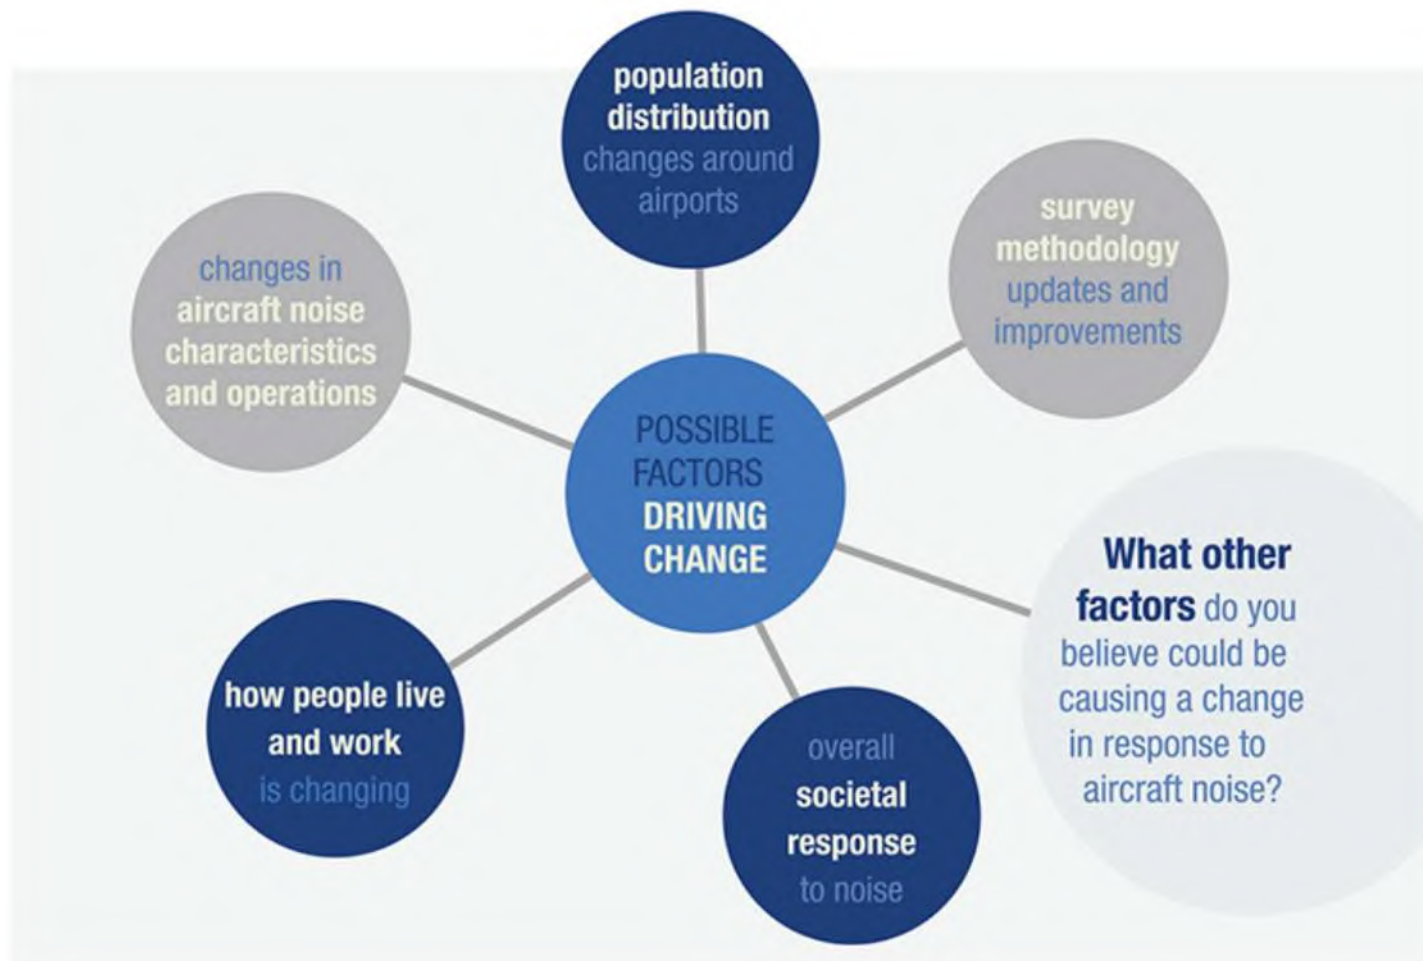 population
distribution
changes around
airports
survey
methodology
updates and
improvements
changes in
aircraft noise
characteristics
and operations
POSSIBLE
FACTORS
DRIVING
CHANGE
What other
factors do you
believe could be
causing a change
in response to
aircraft noise?
how people live
and work
is changing
overall
societal
response
to noise